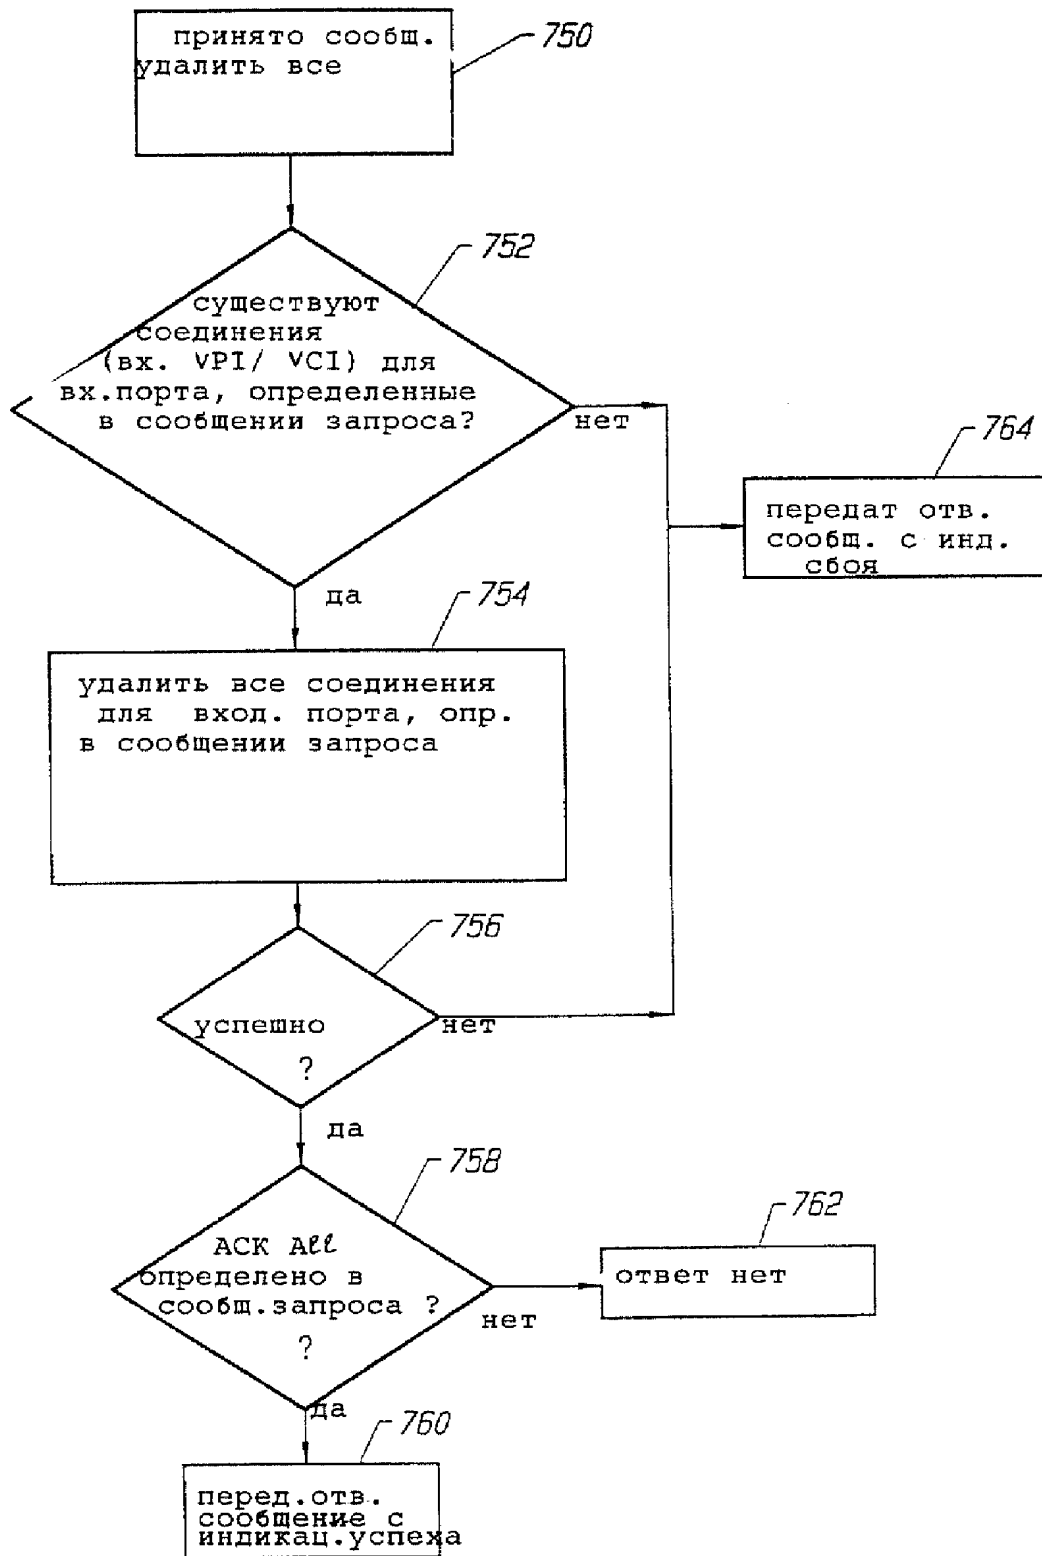 принято сообщ.
удалить все
750
752
существуют
соединения
(вх. VPI/ VCI) для
вх.порта, определенные
в сообщении запроса?
нет
764
передат отв.
сообщ. с инд.
сбоя
да
754
удалить все соединения
для вход. порта, опр.
в сообщении запроса
756
успешно
?
нет
да
758
ACK All
определено в
сообщ.запроса ?
?
нет
762
ответ нет
да
760
перед.отв.
сообщение с
индикац.успеха